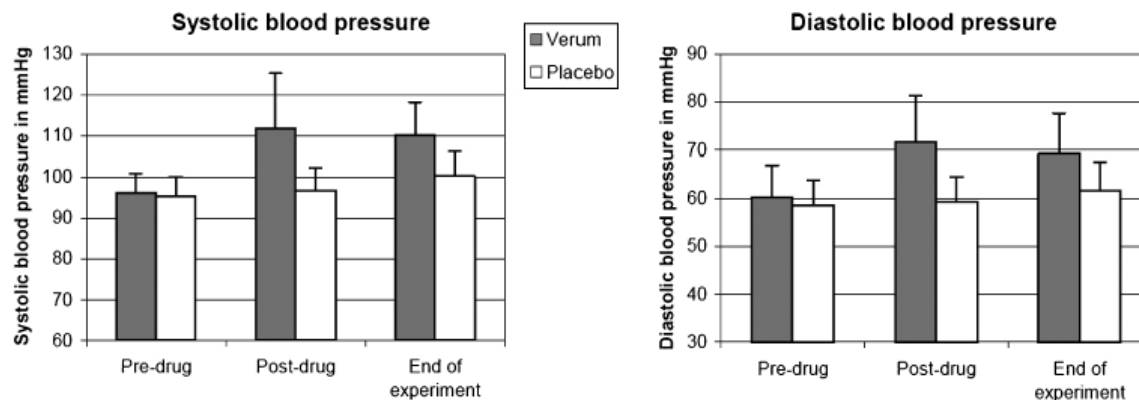 Systolic blood pressure
Systolic blood pressure in mmHg
130
120
110
100
90
80
70
60
Pre-drug
Post-drug
End of
experiment
Verum
Placebo
Diastolic blood pressure
Diastolic blood pressure in mmHg
90
80
70
60
50
40
30
Pre-drug
Post-drug
End of
experiment